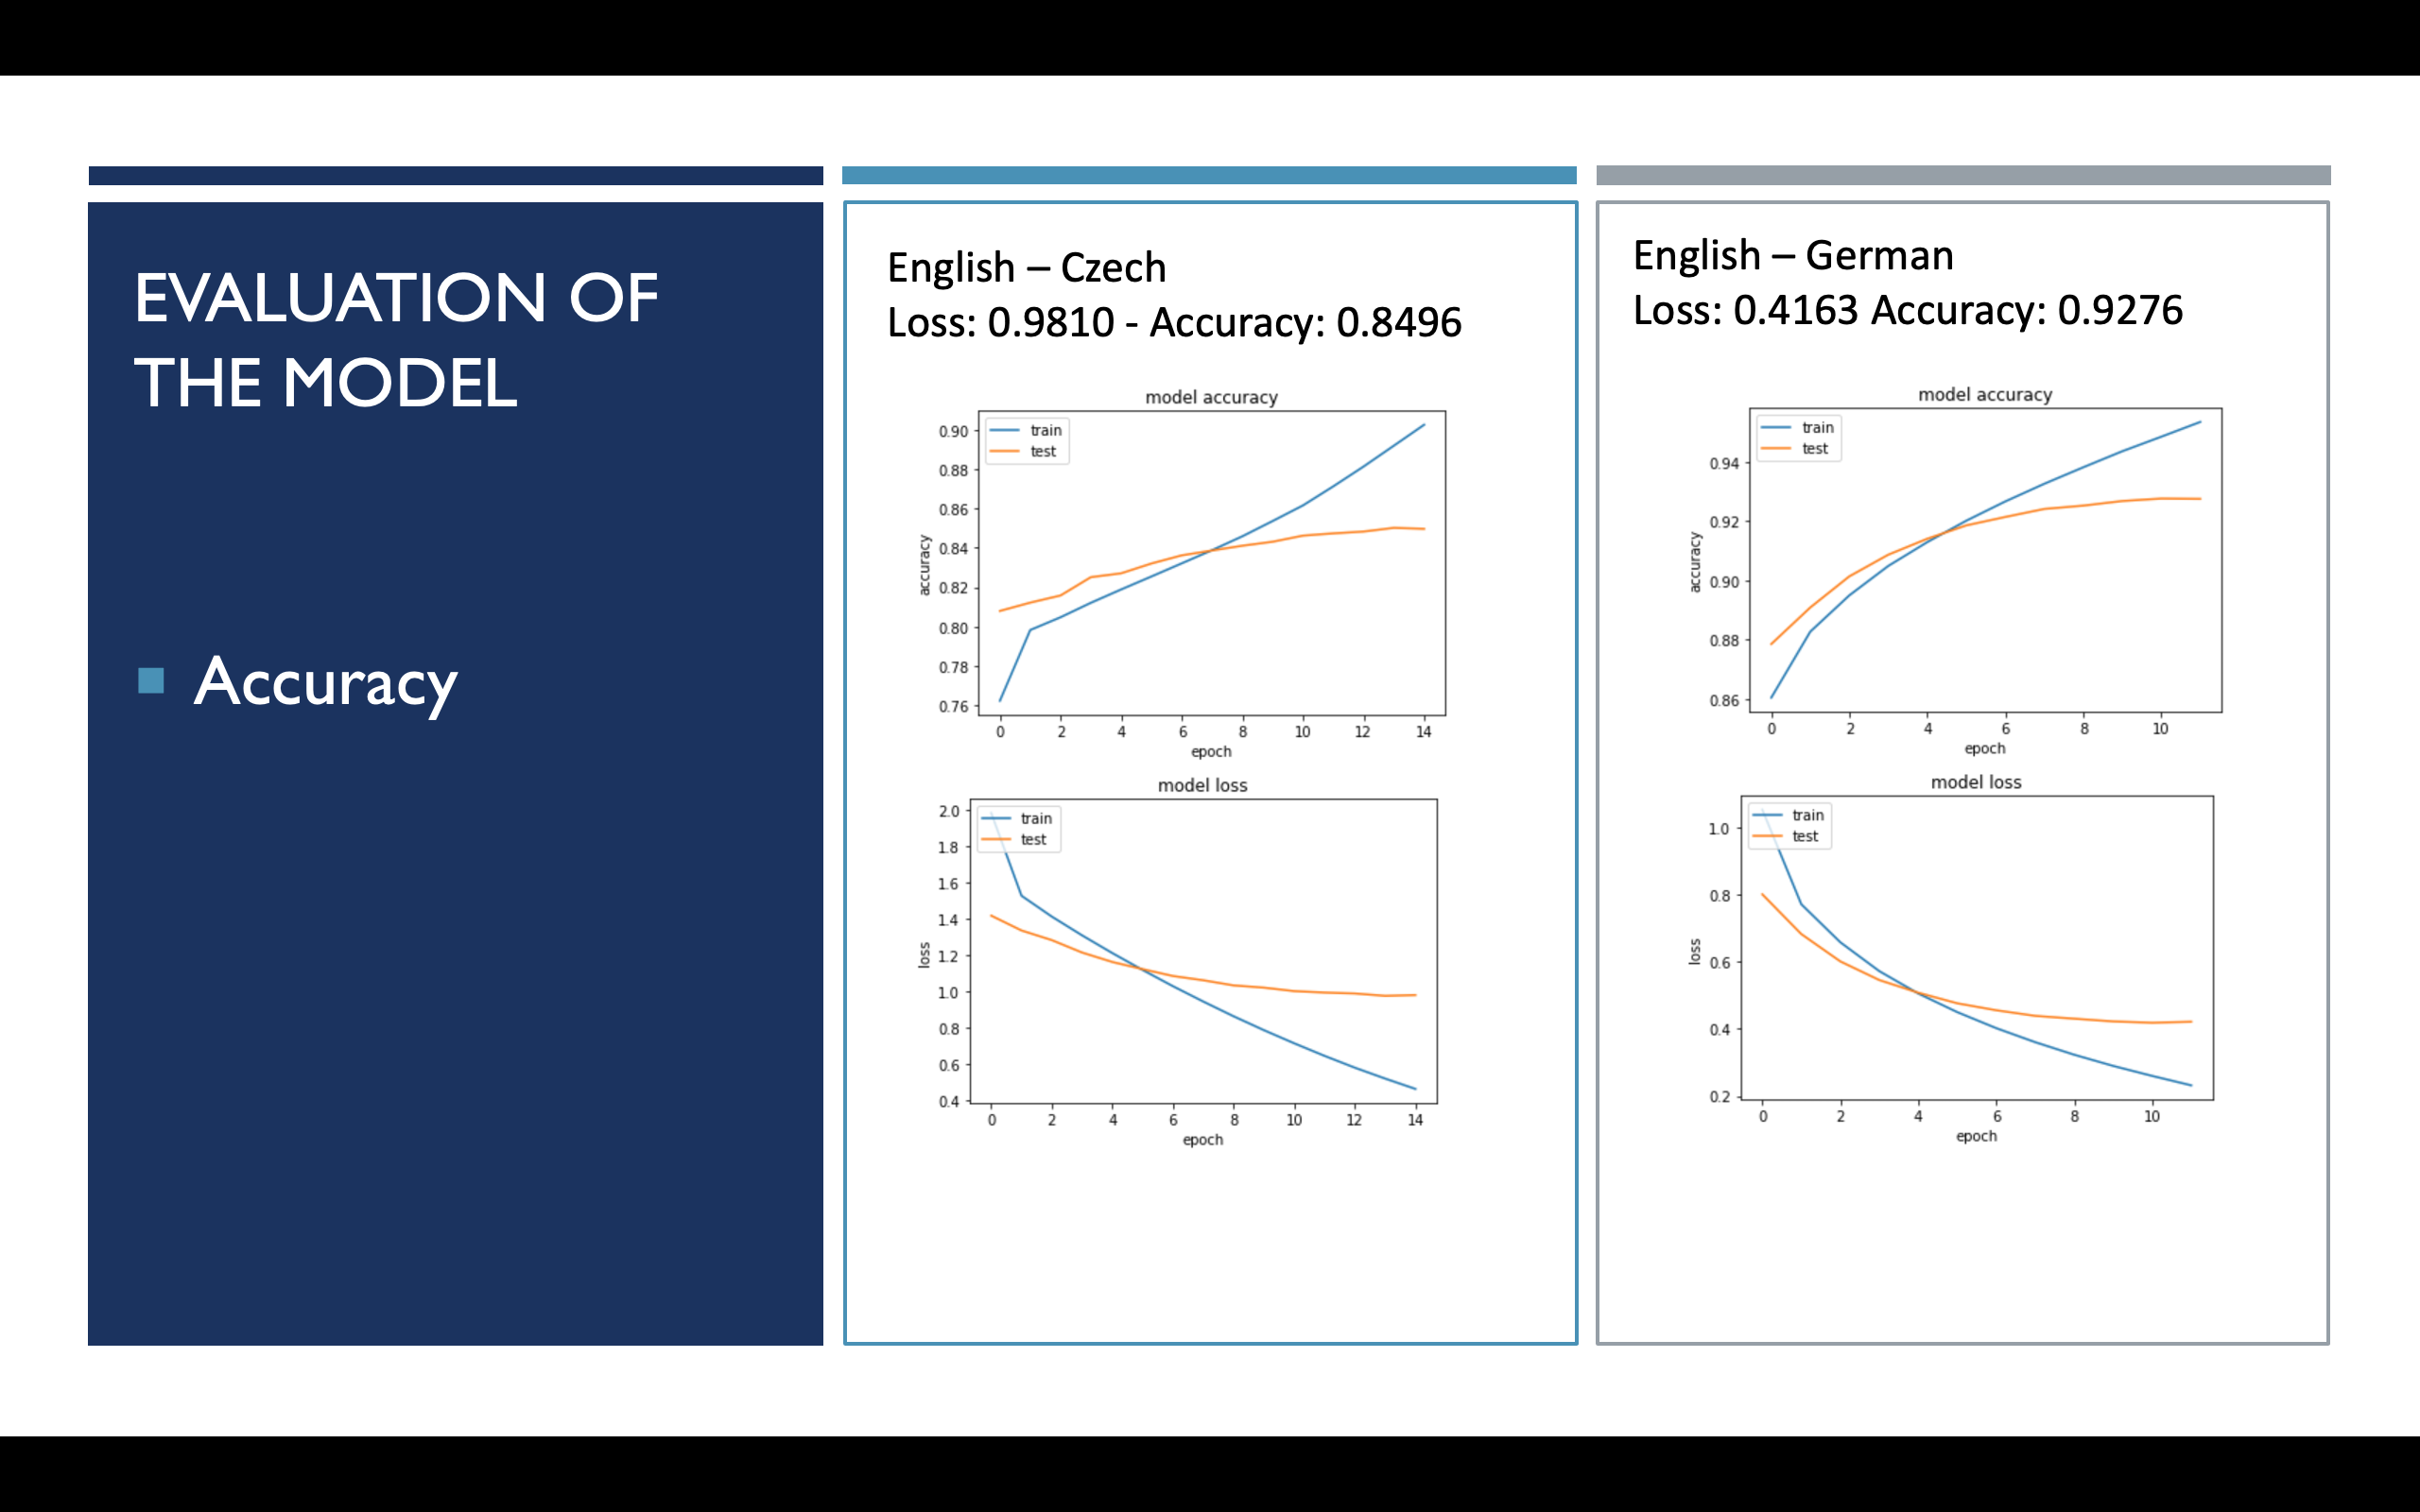 EVALUATION OF
THE MODEL
Accuracy
English – Czech
Loss: 0.9810 - Accuracy: 0.8496
model accuracy
train
test
0.90
0.88
0.86
0.84
0.82
0.80
0.78
0.76
accuracy
0 2 4 6 8 10 12 14
epoch
model loss
train
test
2.0
1.8
1.6
1.4
1.2
1.0
0.8
0.6
0.4
loss
0 2 4 6 8 10 12 14
epoch
English – German
Loss: 0.4163 Accuracy: 0.9276
model accuracy
train
test
0.94
0.92
0.90
0.88
0.86
accuracy
0 2 4 6 8 10
epoch
model loss
train
test
1.0
0.8
0.6
0.4
0.2
loss
0 2 4 6 8 10
epoch